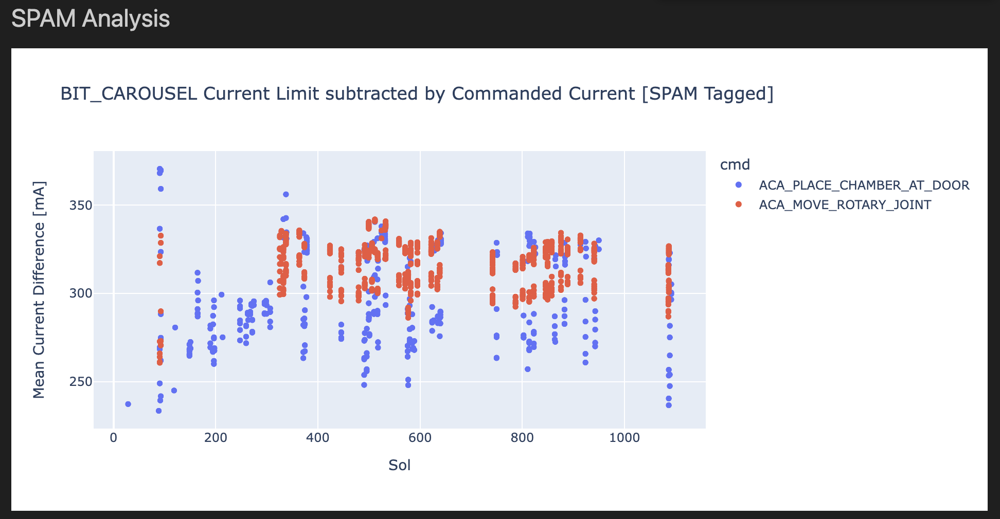 SPAM Analysis
BIT_CAROUSEL Current Limit subtracted by Commanded Current [SPAM Tagged]
Mean Current Difference [mA]
350
300
250
0 200 400 600 800 1000
Sol
cmd
ACA_PLACE_CHAMBER_AT_DOOR
ACA_MOVE_ROTARY_JOINT